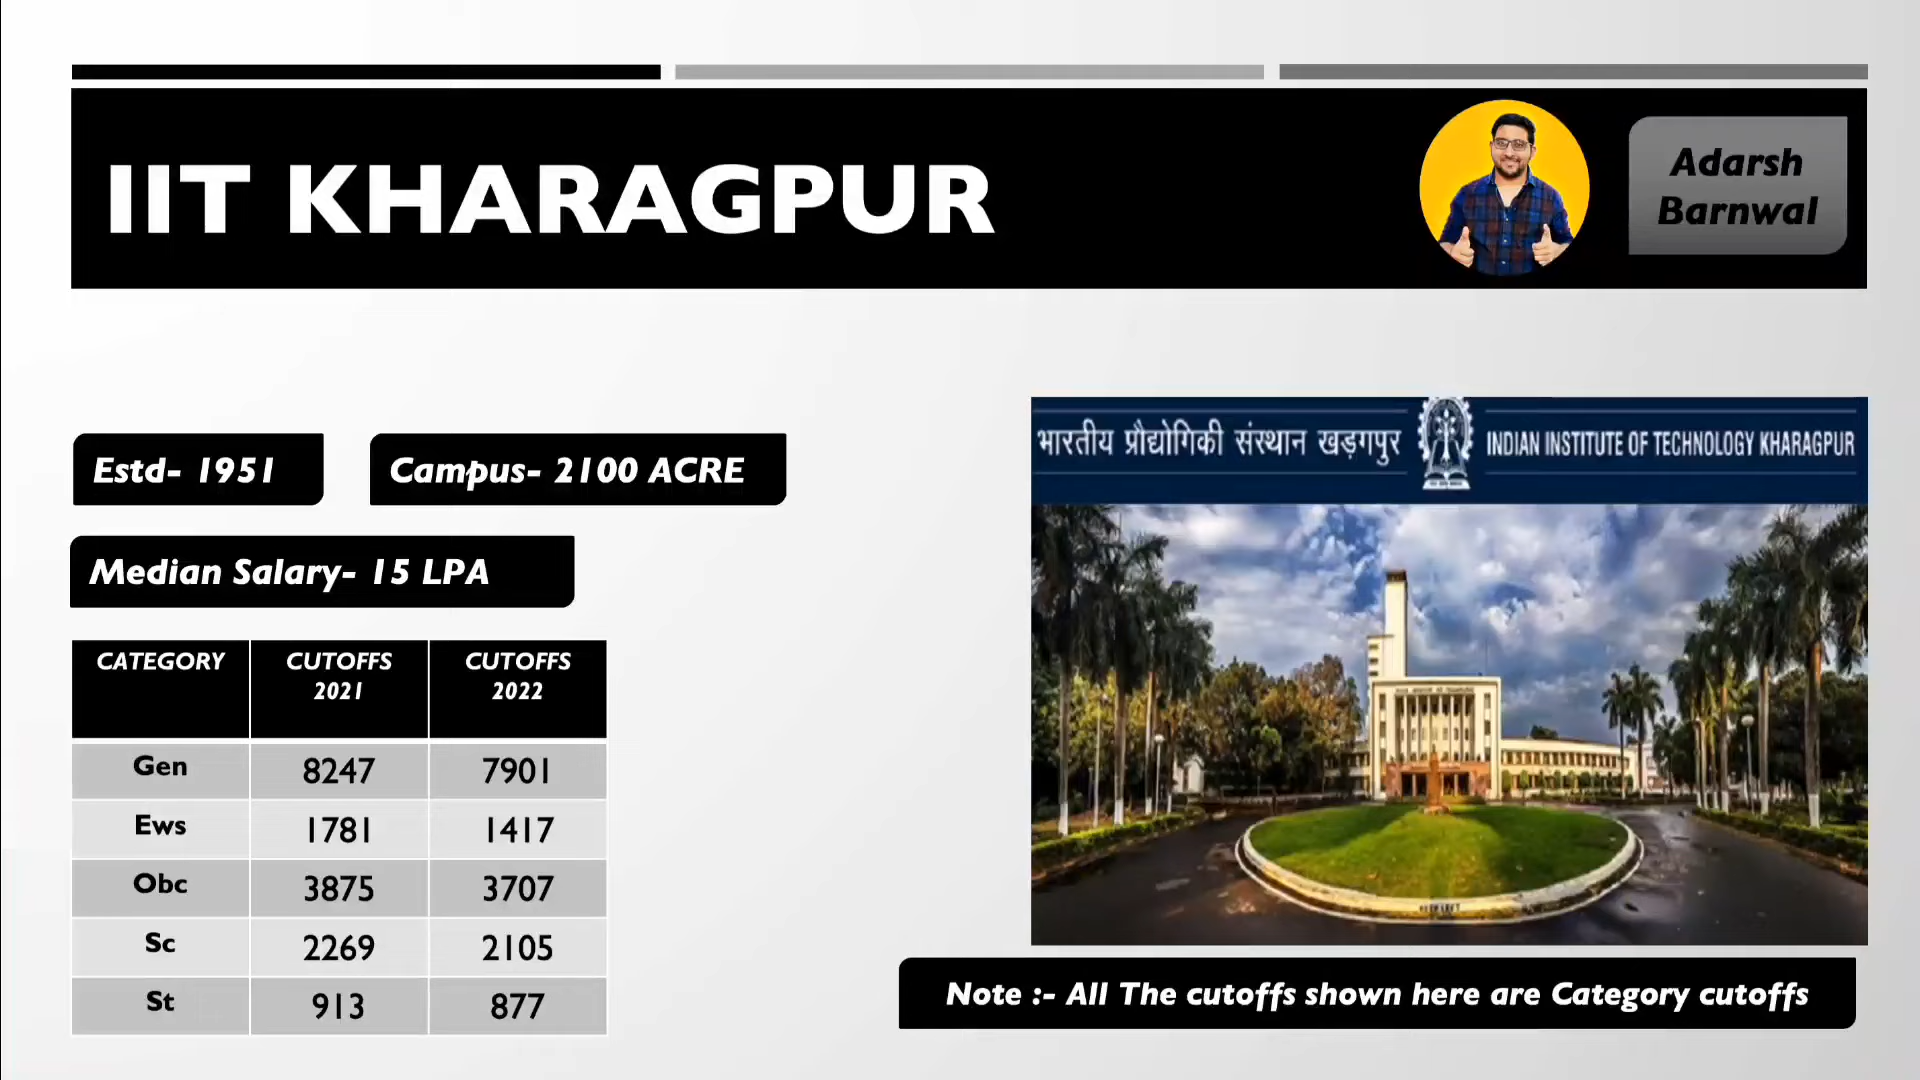 IIT KHARAGPUR
Adarsh
Barnwal
Estd- 1951
Campus- 2100 ACRE
Median Salary- 15 LPA
CATEGORY CUTOFFS 2021 CUTOFFS 2022
Gen 8247 7901
Ews 1781 1417
Obc 3875 3707
Sc 2269 2105
St 913 877
भारतीय प्रौद्योगिकी संस्थान खड़गपुर INDIAN INSTITUTE OF TECHNOLOGY KHARAGPUR
Note :- All The cutoffs shown here are Category cutoffs